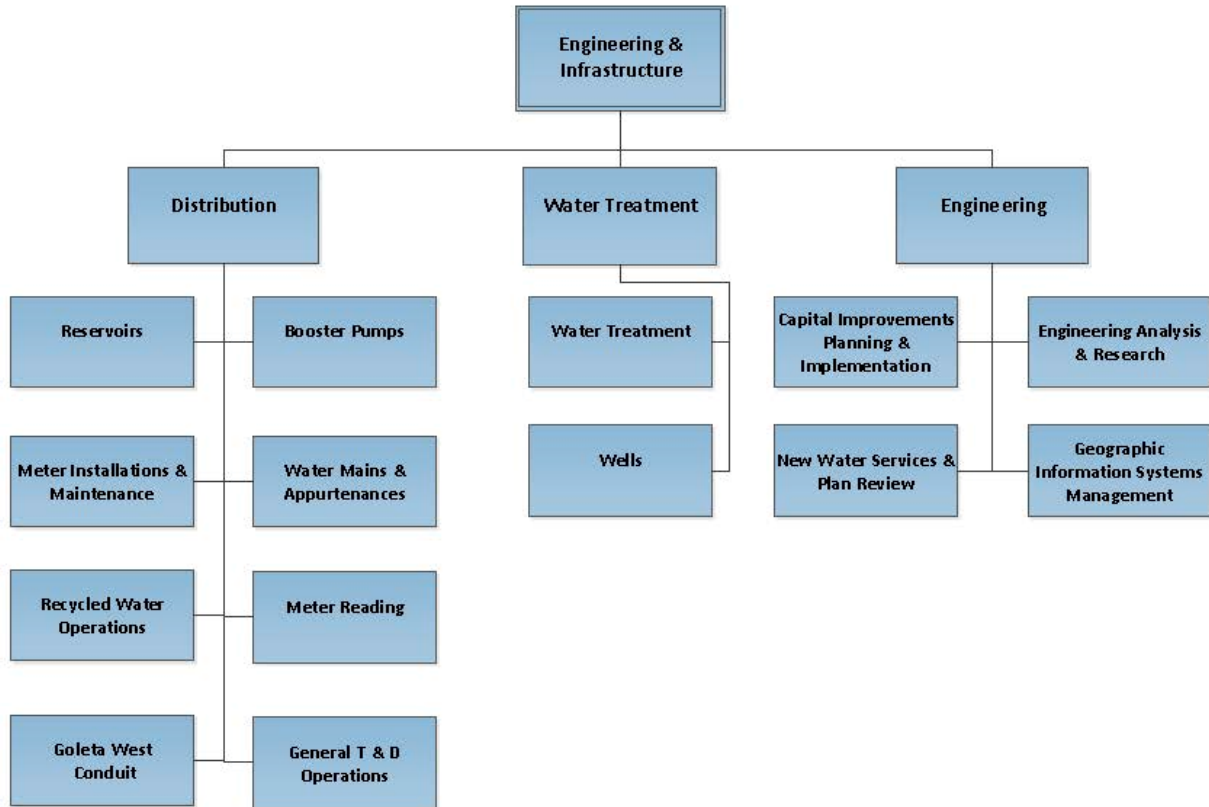 Engineering &
Infrastructure
Distribution
Water Treatment
Engineering
Reservoirs
Booster Pumps
Water Treatment
Capital Improvements
Planning &
Implementation
Engineering Analysis
& Research
Meter Installations &
Maintenance
Water Mains &
Appurtenances
Wells
New Water Services &
Plan Review
Geographic
Information Systems
Management
Recycled Water
Operations
Meter Reading
Goleta West
Conduit
General T & D
Operations